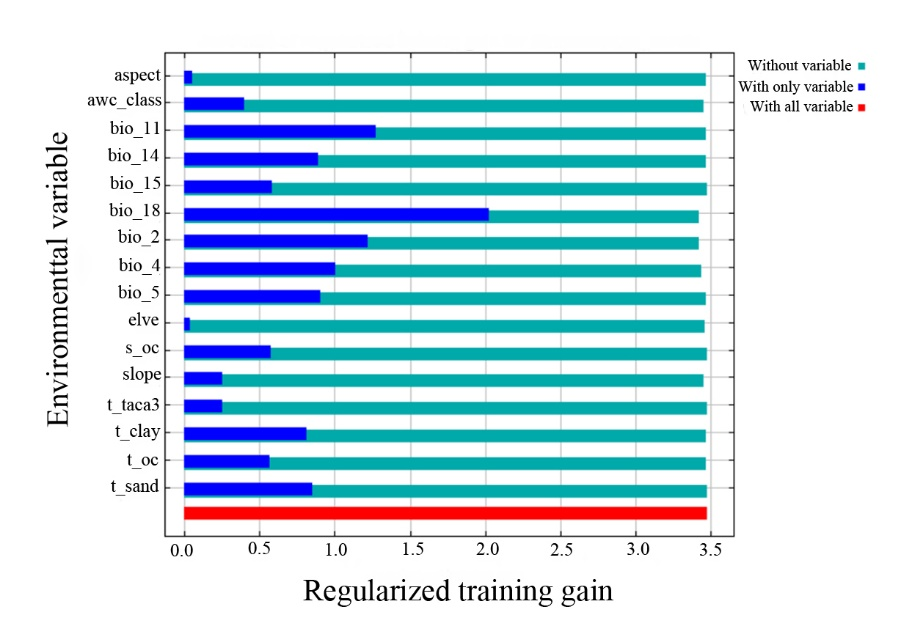 Without variable
With only variable
With all variable
Environmenttal variable
aspect
awc_class
bio_11
bio_14
bio_15
bio_18
bio_2
bio_4
bio_5
elve
s_oc
slope
t_taca3
t_clay
t_oc
t_sand
0.0 0.5 1.0 1.5 2.0 2.5 3.0 3.5
Regularized training gain